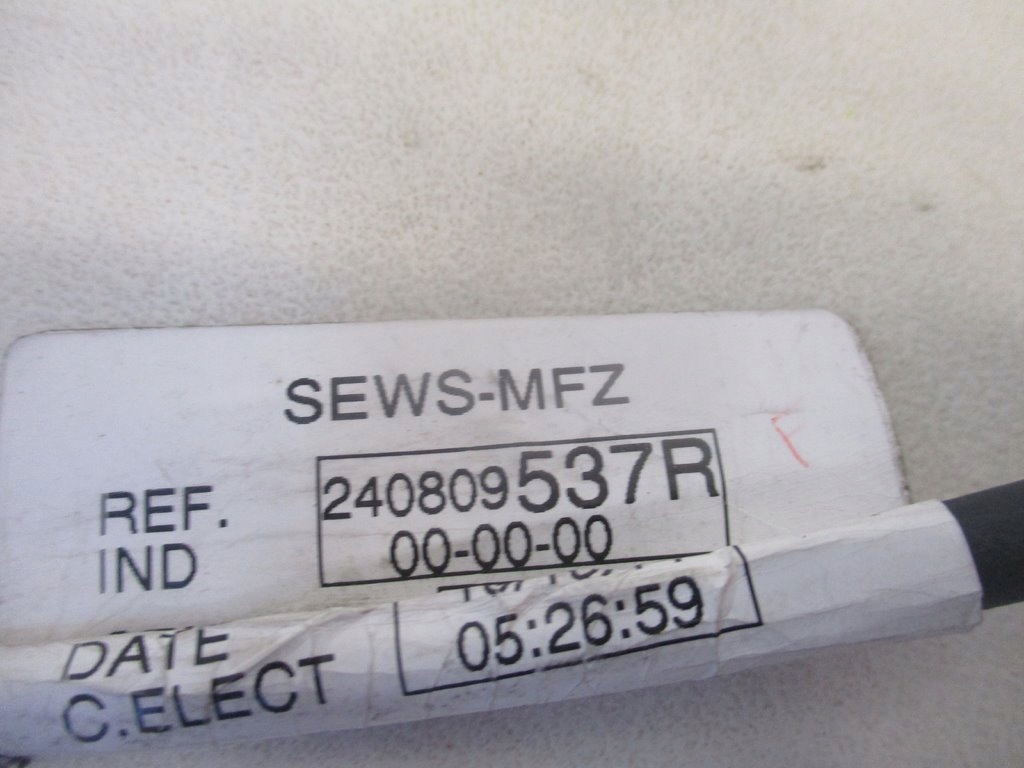 SEWS-MFZ
REF. 240809537R
IND 00-00-00
DATE
C.ELECT 05:26:59